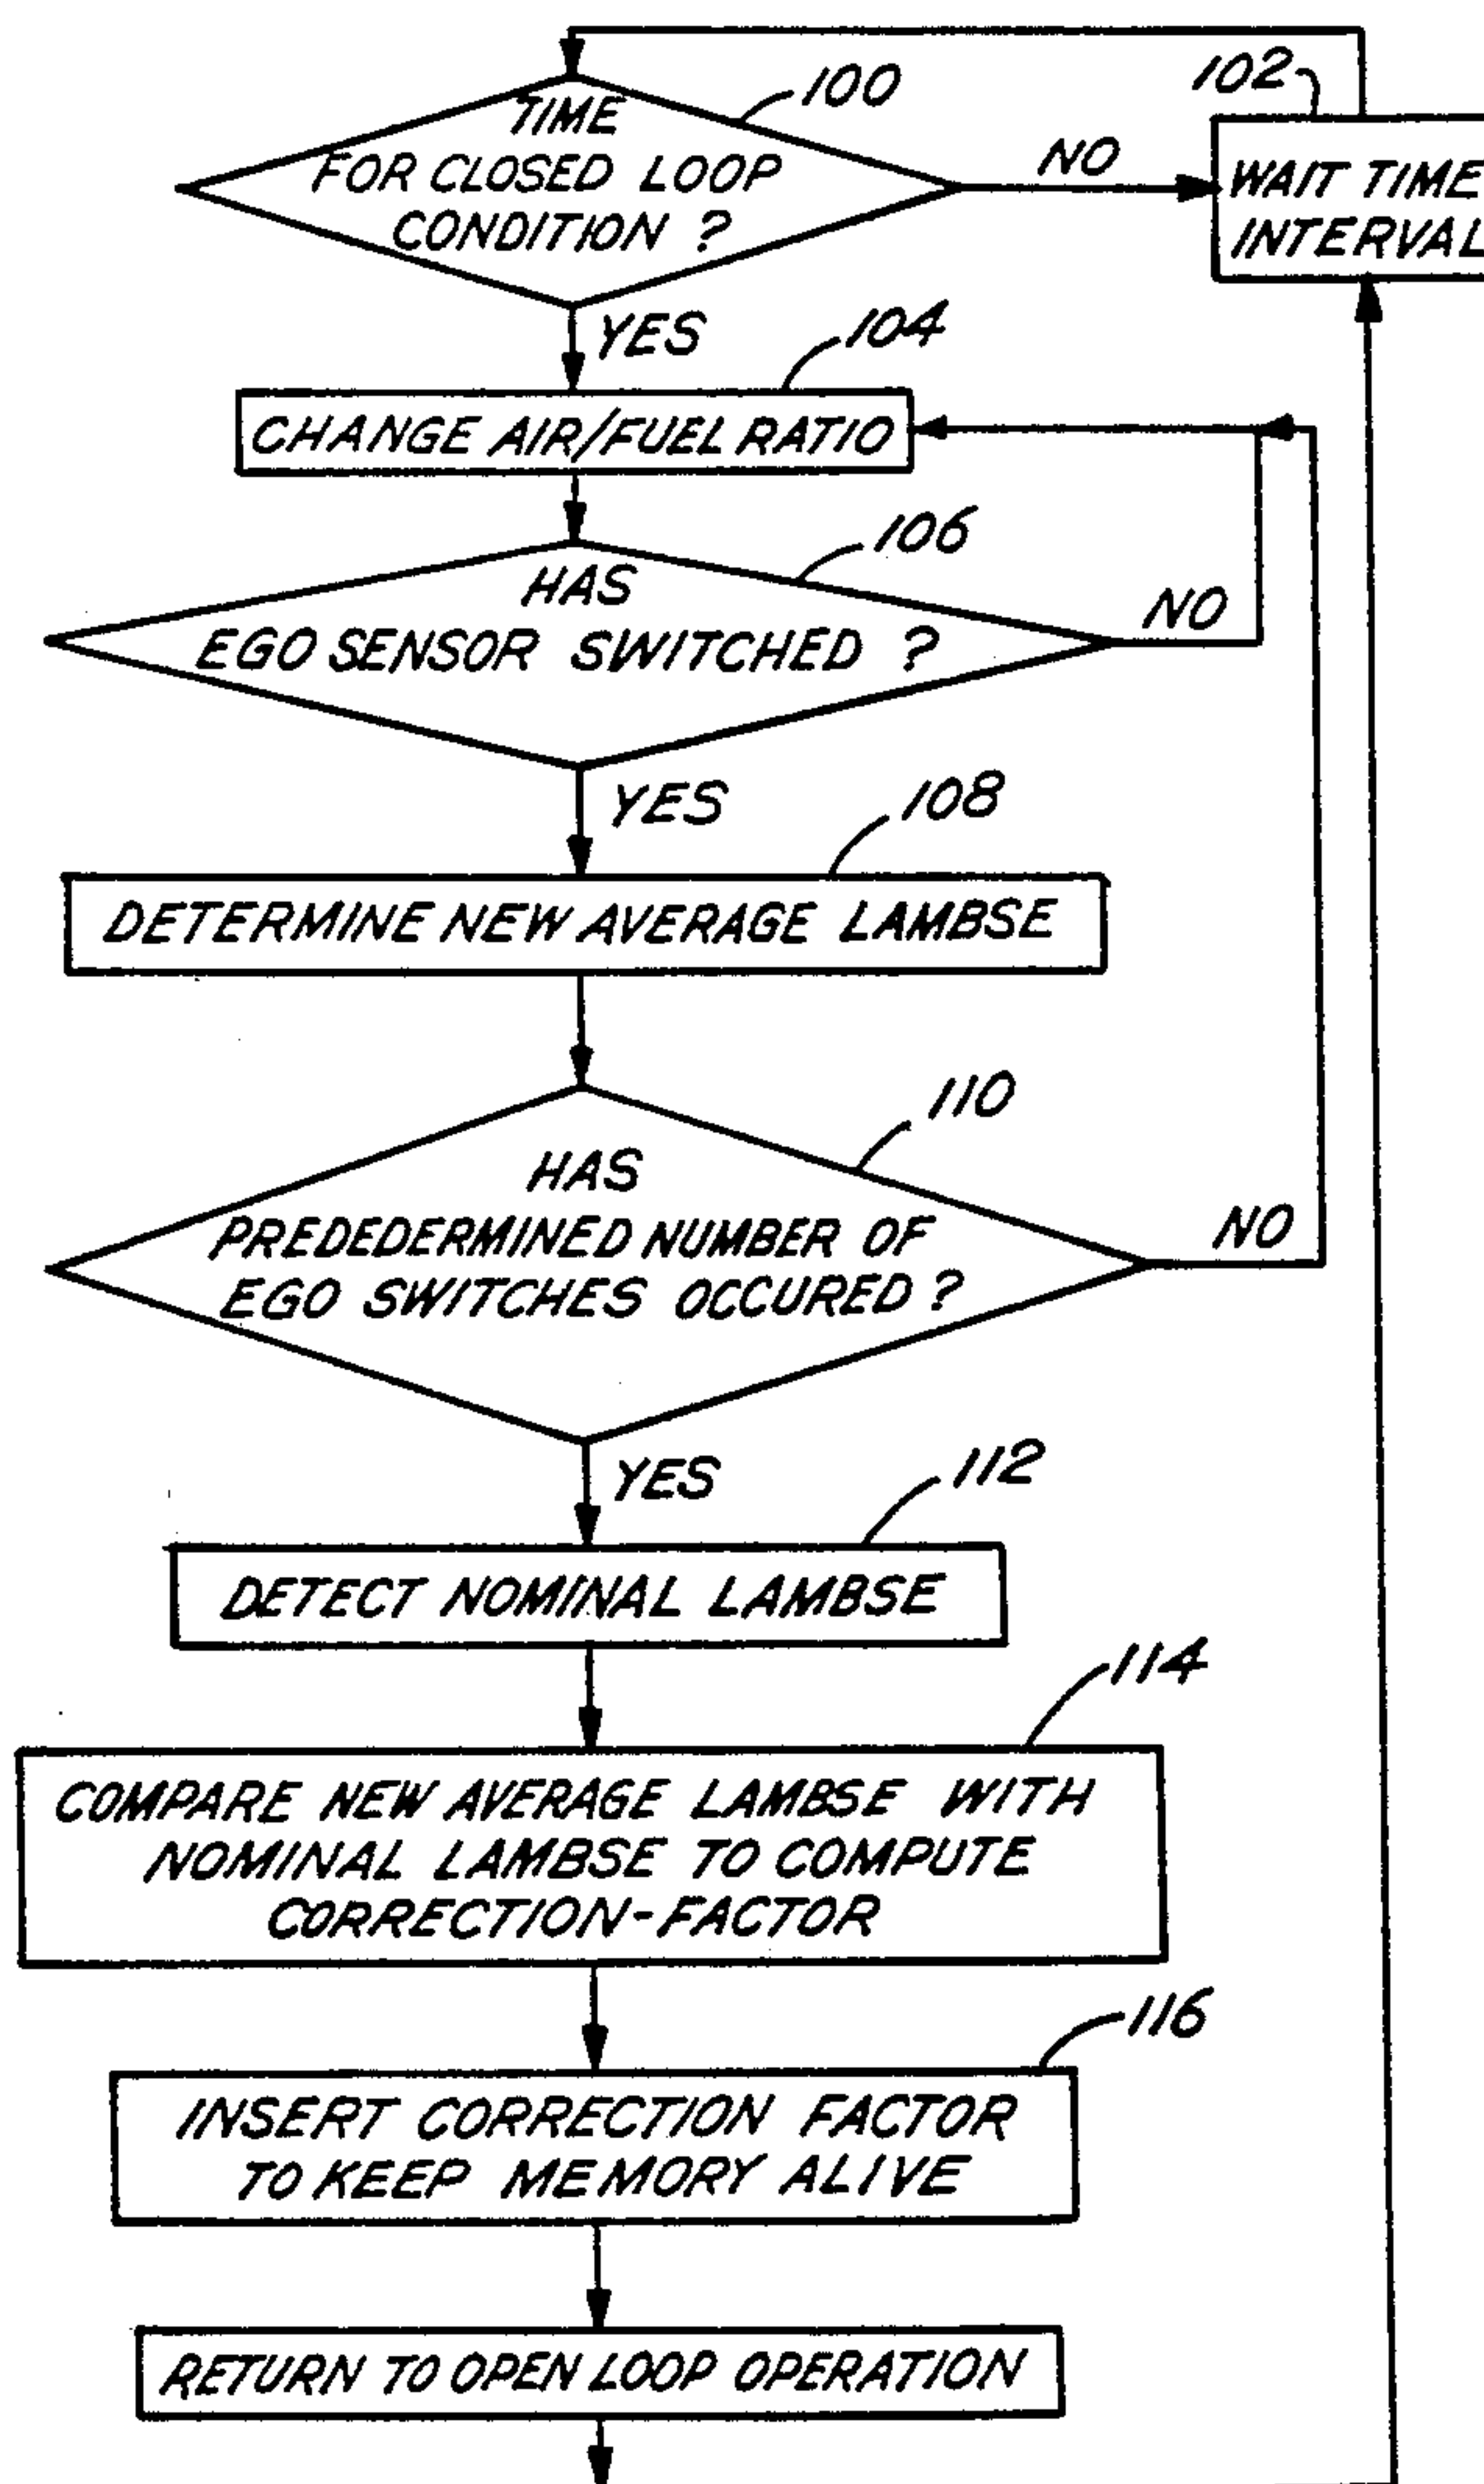 100
TIME
FOR CLOSED LOOP
CONDITION ?
NO
102
WAIT TIME
INTERVAL
YES
104
CHANGE AIR/FUEL RATIO
106
HAS
EGO SENSOR SWITCHED ?
NO
YES
108
DETERMINE NEW AVERAGE LAMBSE
110
HAS
PREDEDERMINED NUMBER OF
EGO SWITCHES OCCURED ?
NO
YES
112
DETECT NOMINAL LAMBSE
114
COMPARE NEW AVERAGE LAMBSE WITH
NOMINAL LAMBSE TO COMPUTE
CORRECTION-FACTOR
116
INSERT CORRECTION FACTOR
TO KEEP MEMORY ALIVE
RETURN TO OPEN LOOP OPERATION